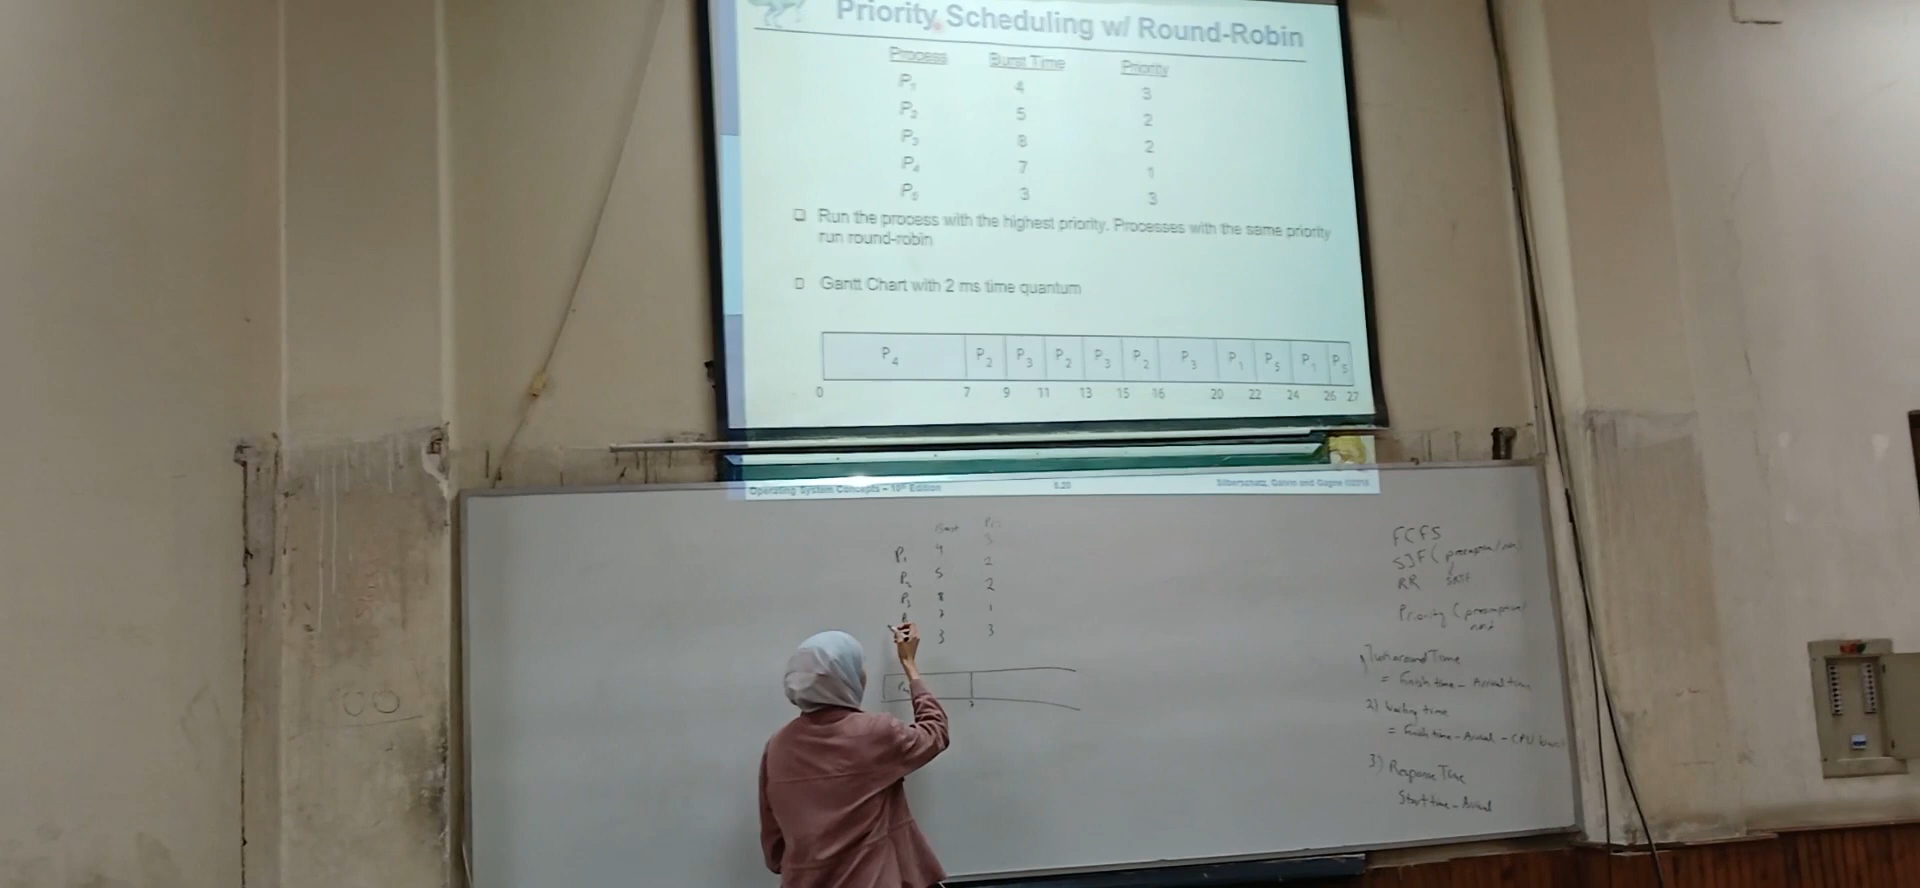 Priority Scheduling w/ Round-Robin
Process Burst Time Priority
P1 4 3
P2 5 2
P3 8 2
P4 7 1
P5 3 3
Run the process with the highest priority. Processes with the same priority
run round-robin
Gantt Chart with 2 ms time quantum
P4 P2 P3 P2 P3 P2 P3 P1 P5 P1 P5
0 7 9 11 13 15 16 20 22 24 26 27
Operating System Concepts – 10th Edition
Silberschatz, Galvin and Gagne ©2018
Burst Pri
P1 4 3
P2 5 2
P3 8 2
7 1
3 3
P4
7
FCFS
SJF (preemptive/non)
RR SRTF
Priority (preemptive/
non)
1) Turnaround Time
= Finish time - Arrival time
2) Waiting time
= Finish time - Arrival - CPU burst
3) Response Time
Start time - Arrival